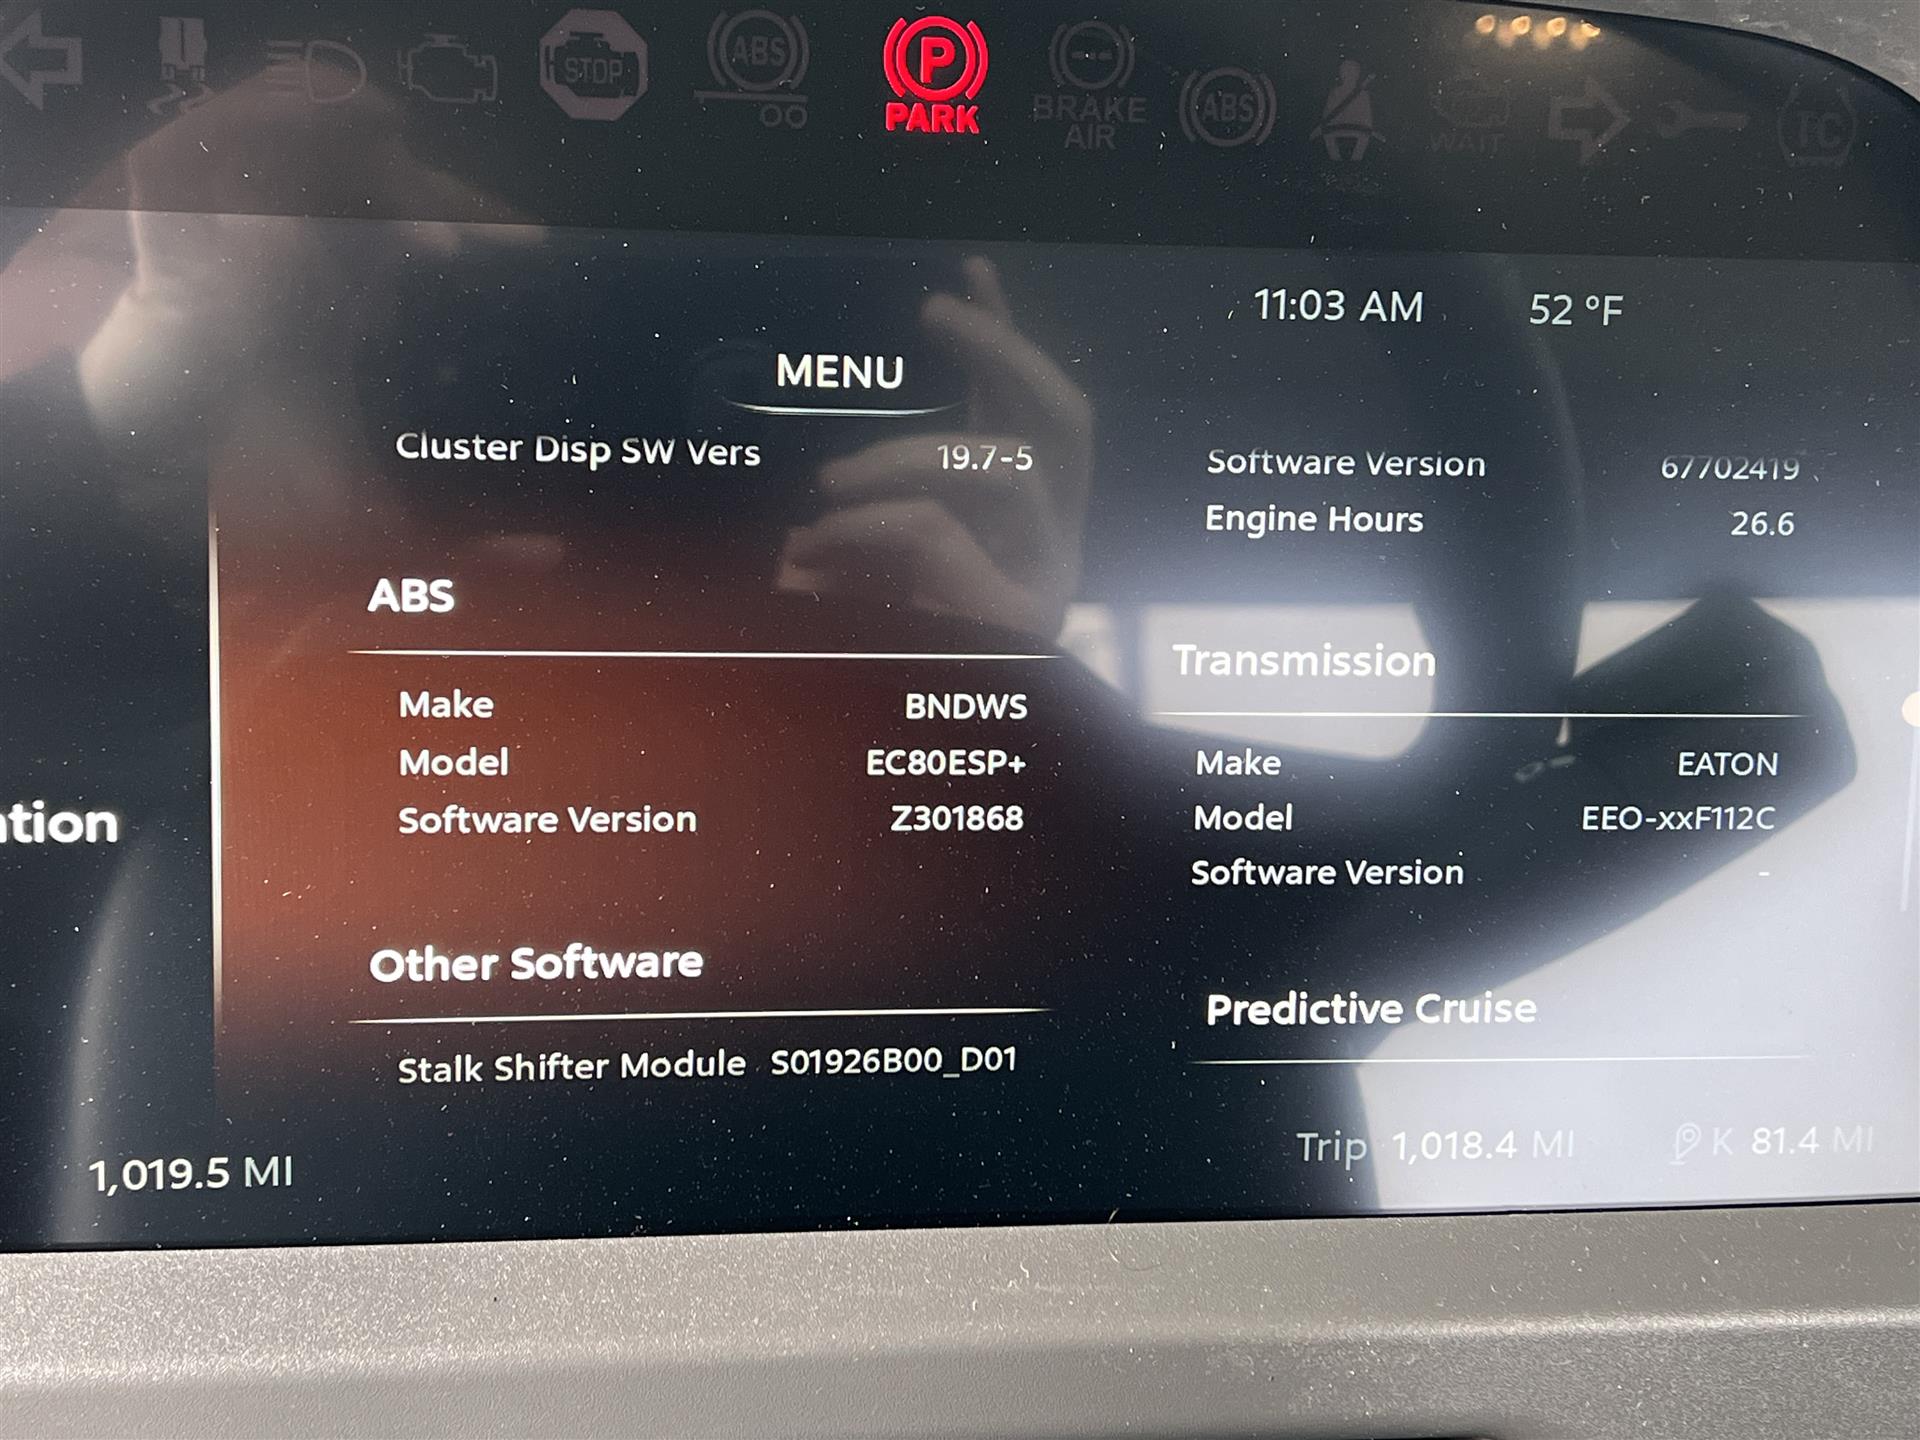 STOP
ABS
P
PARK
BRAKE
AIR
ABS
WAIT
TC
11:03 AM 52 °F
MENU
Cluster Disp SW Vers 19.7-5
Software Version 67702419
Engine Hours 26.6
ABS
Make BNDWS
Model EC80ESP+
Software Version Z301868
Transmission
Make EATON
Model EEO-xxF112C
Software Version -
ation
Other Software
Stalk Shifter Module S01926B00_D01
Predictive Cruise
1,019.5 MI
Trip 1,018.4 MI
K 81.4 MI